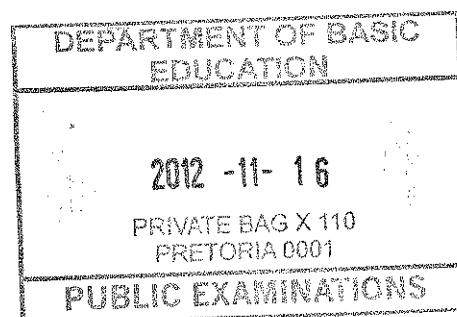 DEPARTMENT OF BASIC
EDUCATION
2012 -11- 16
PRIVATE BAG X 110
PRETORIA 0001
PUBLIC EXAMINATIONS